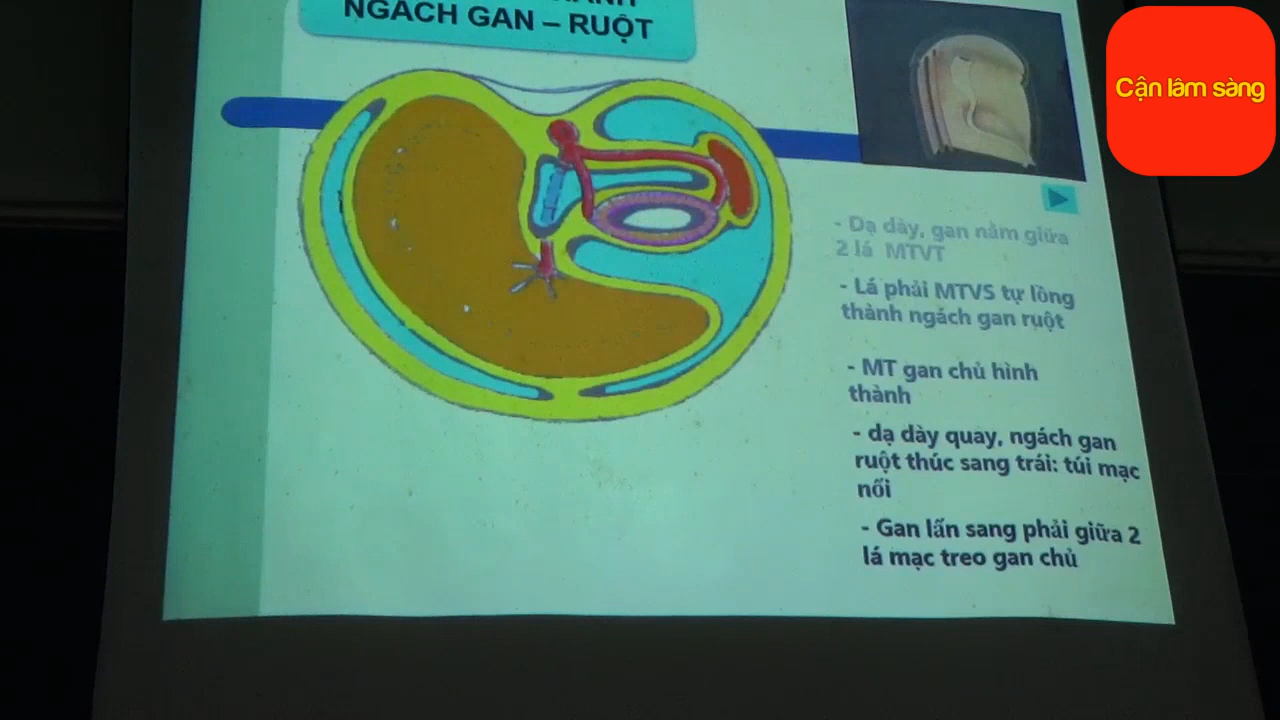 NGÁCH GAN – RUỘT
Cận lâm sàng
- Dạ dày, gan nằm giữa
2 lá MTVT
- Lá phải MTVS tự lồng
thành ngách gan ruột
- MT gan chủ hình
thành
- dạ dày quay, ngách gan
ruột thúc sang trái: túi mạc
nối
- Gan lấn sang phải giữa 2
lá mạc treo gan chủ